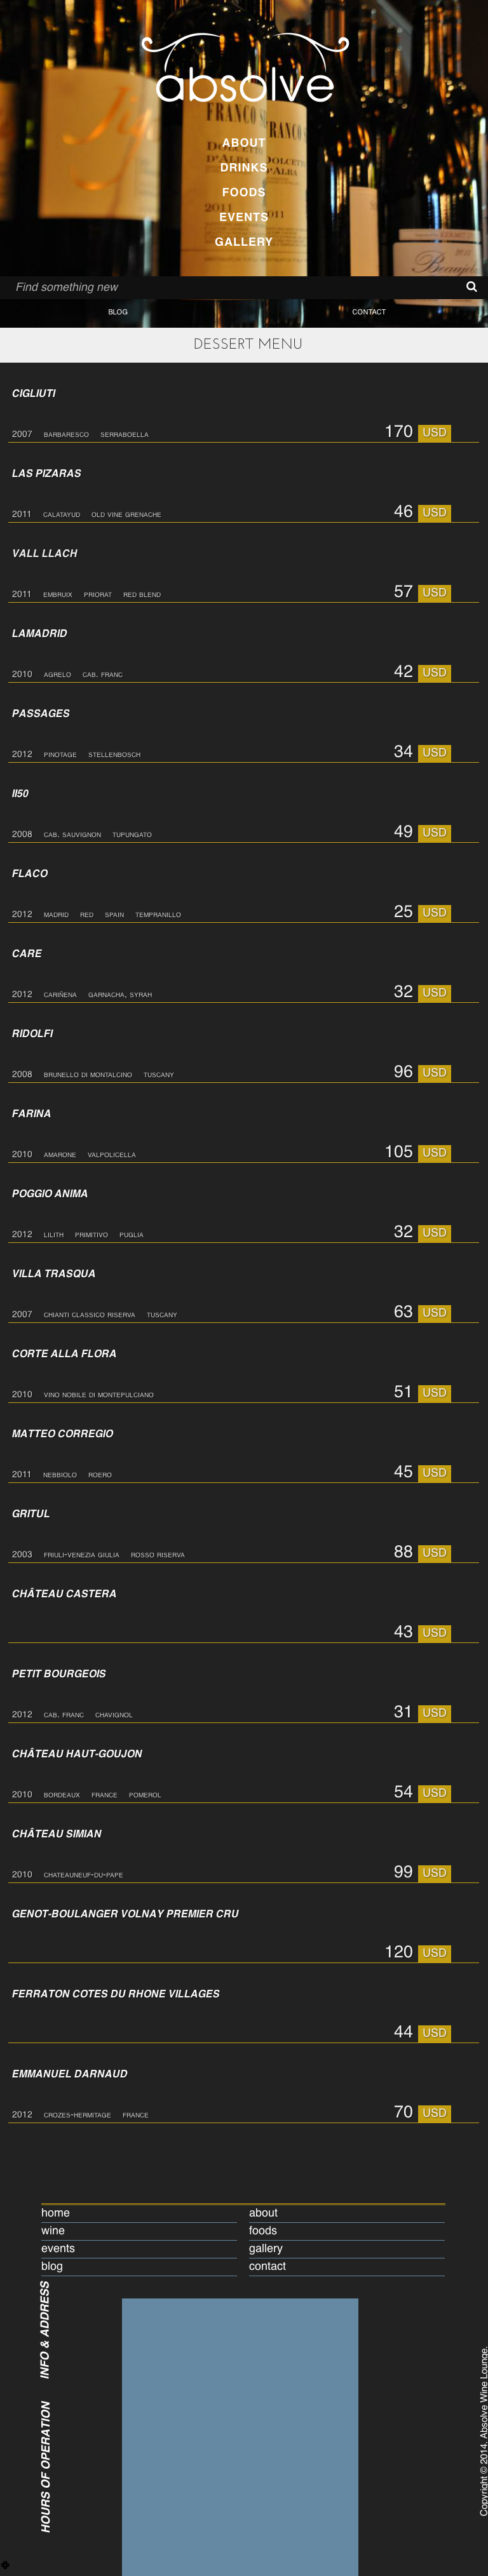 absolve
FRANCO
DOLCETTO
D'ALBA
ABOUT
DRINKS
FOODS
EVENTS
GALLERY
Find something new
BLOG CONTACT
DESSERT MENU
CIGLIUTI
2007 BARBARESCO SERRABOELLA 170 USD
LAS PIZARAS
2011 CALATAYUD OLD VINE GRENACHE 46 USD
VALL LLACH
2011 EMBRUIX PRIORAT RED BLEND 57 USD
LAMADRID
2010 AGRELO CAB. FRANC 42 USD
PASSAGES
2012 PINOTAGE STELLENBOSCH 34 USD
II50
2008 CAB. SAUVIGNON TUPUNGATO 49 USD
FLACO
2012 MADRID RED SPAIN TEMPRANILLO 25 USD
CARE
2012 CARIÑENA GARNACHA, SYRAH 32 USD
RIDOLFI
2008 BRUNELLO DI MONTALCINO TUSCANY 96 USD
FARINA
2010 AMARONE VALPOLICELLA 105 USD
POGGIO ANIMA
2012 LILITH PRIMITIVO PUGLIA 32 USD
VILLA TRASQUA
2007 CHIANTI CLASSICO RISERVA TUSCANY 63 USD
CORTE ALLA FLORA
2010 VINO NOBILE DI MONTEPULCIANO 51 USD
MATTEO CORREGIO
2011 NEBBIOLO ROERO 45 USD
GRITUL
2003 FRIULI-VENEZIA GIULIA ROSSO RISERVA 88 USD
CHÂTEAU CASTERA
43 USD
PETIT BOURGEOIS
2012 CAB. FRANC CHAVIGNOL 31 USD
CHÂTEAU HAUT-GOUJON
2010 BORDEAUX FRANCE POMEROL 54 USD
CHÂTEAU SIMIAN
2010 CHATEAUNEUF-DU-PAPE 99 USD
GENOT-BOULANGER VOLNAY PREMIER CRU
120 USD
FERRATON COTES DU RHONE VILLAGES
44 USD
EMMANUEL DARNAUD
2012 CROZES-HERMITAGE FRANCE 70 USD
home about
wine foods
events gallery
blog contact
INFO & ADDRESS
HOURS OF OPERATION
Copyright © 2014. Absolve Wine Lounge.